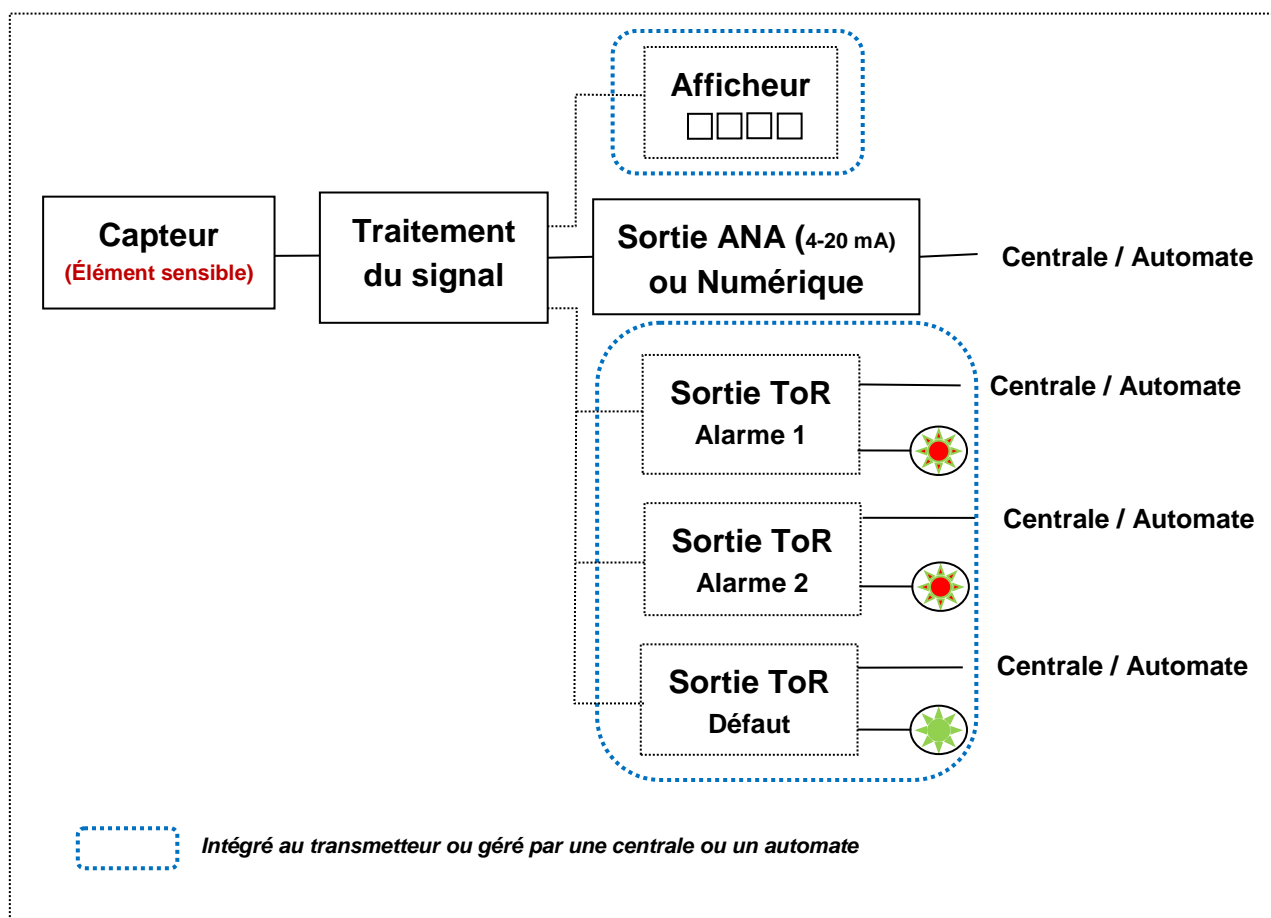 Afficheur
Capteur
(Élément sensible)
Traitement
du signal
Sortie ANA (4-20 mA)
ou Numérique
Centrale / Automate
Sortie ToR
Alarme 1
Centrale / Automate
Sortie ToR
Alarme 2
Centrale / Automate
Sortie ToR
Défaut
Centrale / Automate
Intégré au transmetteur ou géré par une centrale ou un automate